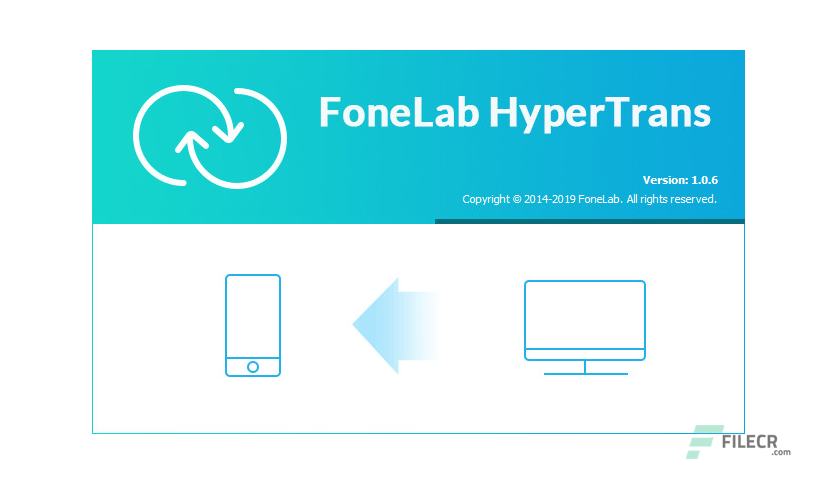 FoneLab HyperTrans
Version: 1.0.6
Copyright © 2014-2019 FoneLab. All rights reserved.
FILECR
.com